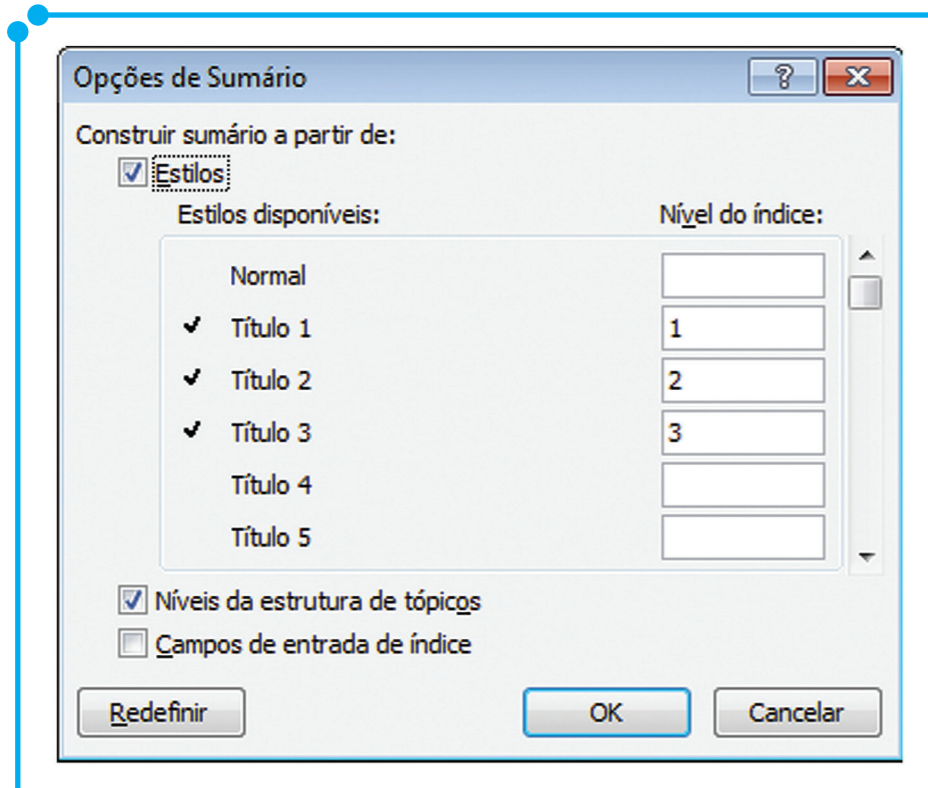 Opções de Sumário
Construir sumário a partir de:
Estilos
Estilos disponíveis: Nível do índice:
Normal
Título 1 1
Título 2 2
Título 3 3
Título 4
Título 5
Níveis da estrutura de tópicos
Campos de entrada de índice
Redefinir OK Cancelar